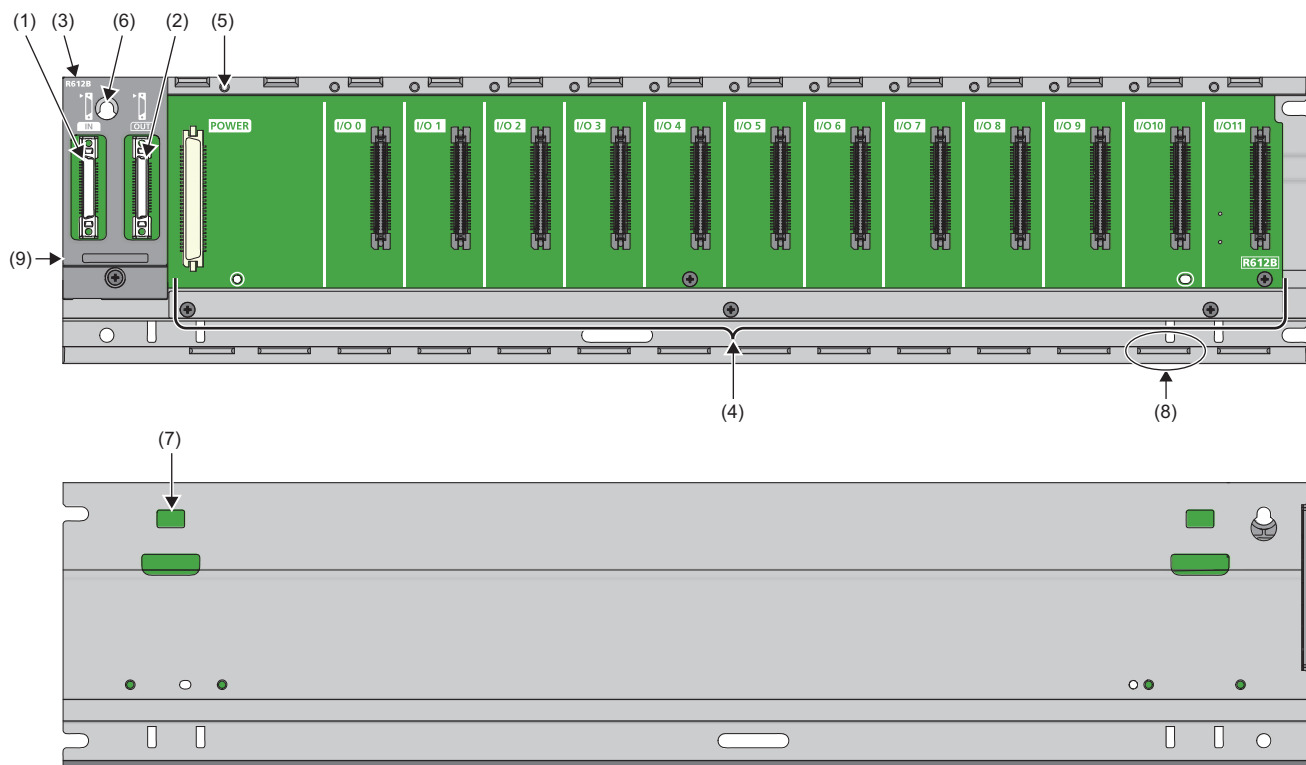 (1) (3) (6) (2) (5)
R612B
IN OUT
POWER I/O 0 I/O 1 I/O 2 I/O 3 I/O 4 I/O 5 I/O 6 I/O 7 I/O 8 I/O 9 I/O10 I/O11
(9)
R612B
(4) (8)
(7)